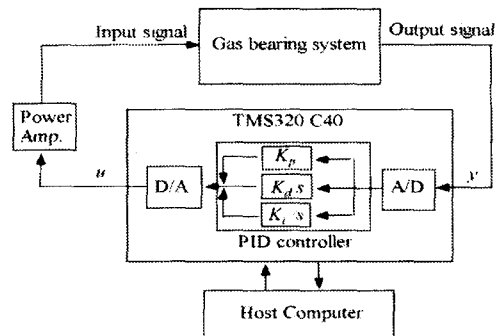 Input signal
Gas bearing system
Output signal
Power
Amp.
TMS320 C40
u
D/A
K_p
K_d s
K_i s
A/D
y
PID controller
Host Computer